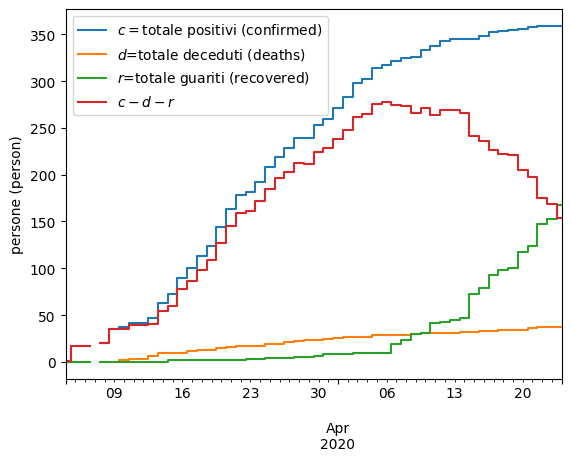 c = totale positivi (confirmed)
d=totale deceduti (deaths)
r=totale guariti (recovered)
c − d − r
persone (person)
350
300
250
200
150
100
50
0
09 16 23 30 06 13 20
Apr
2020